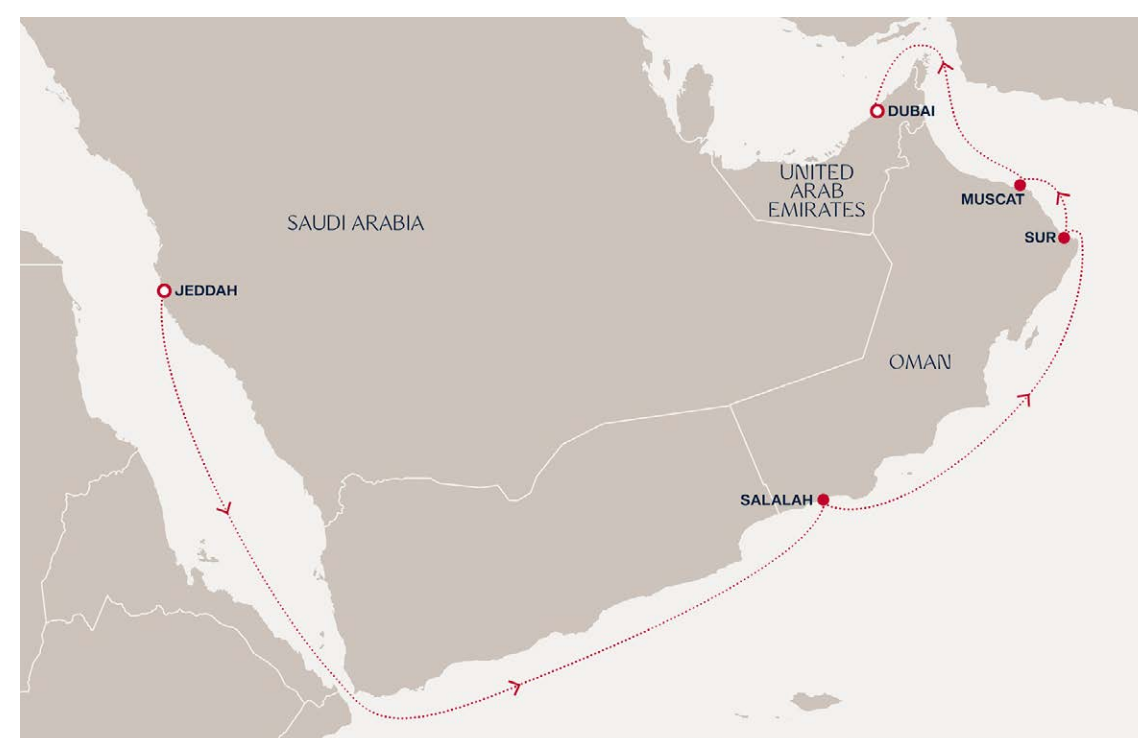 DUBAI
UNITED
ARAB
EMIRATES
MUSCAT
SAUDI ARABIA
SUR
JEDDAH
OMAN
SALALAH